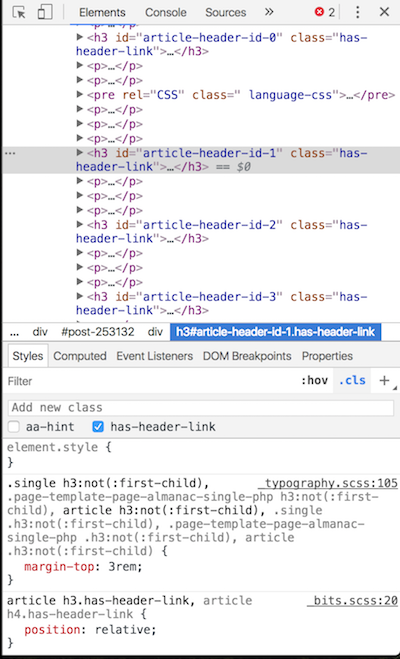 Elements Console Sources » 2
<h3 id="article-header-id-0" class="has-
header-link">…</h3>
<p>…</p>
<p>…</p>
<pre rel="CSS" class=" language-css">…</pre>
<p>…</p>
<p>…</p>
<p>…</p>
… <h3 id="article-header-id-1" class="has-
header-link">…</h3> == $0
<p>…</p>
<p>…</p>
<p>…</p>
<h3 id="article-header-id-2" class="has-
header-link">…</h3>
<p>…</p>
<p>…</p>
<p>…</p>
<h3 id="article-header-id-3" class="has-
header-link">…</h3>
... div #post-253132 div h3#article-header-id-1.has-header-link
Styles Computed Event Listeners DOM Breakpoints Properties
Filter :hov .cls +
Add new class
aa-hint has-header-link
element.style {
}
.single h3:not(:first-child), _typography.scss:105
.page-template-page-almanac-single-php h3:not(:first-
child), article h3:not(:first-child), .single
.h3:not(:first-child), .page-template-page-almanac-
single-php .h3:not(:first-child), article
.h3:not(:first-child) {
margin-top: 3rem;
}
article h3.has-header-link, article _bits.scss:20
h4.has-header-link {
position: relative;
}